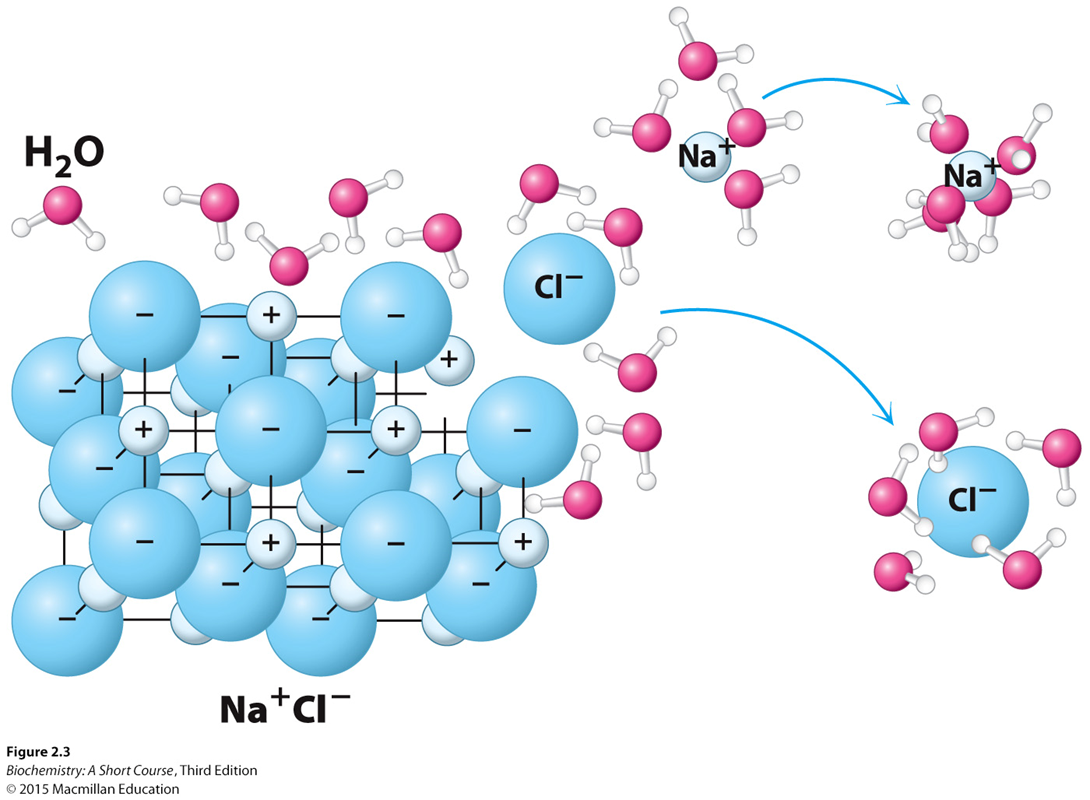 H₂O
Na⁺
Na⁺
Cl⁻
−
+
−
−
+
−
+
−
+
−
−
−
−
−
+
−
+
−
−
−
Cl⁻
Na⁺Cl⁻
Figure 2.3
Biochemistry: A Short Course, Third Edition
© 2015 Macmillan Education